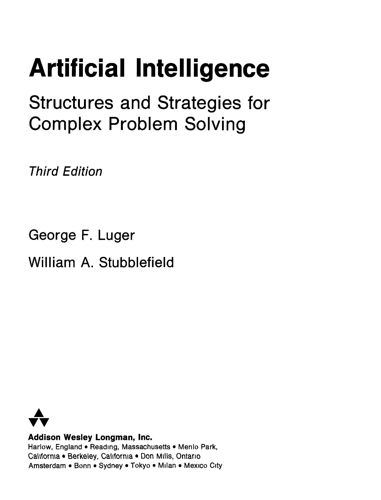 Artificial Intelligence
Structures and Strategies for
Complex Problem Solving
Third Edition
George F. Luger
William A. Stubblefield
Addison Wesley Longman, Inc.
Harlow, England • Reading, Massachusetts • Menlo Park,
California • Berkeley, California • Don Mills, Ontario
Amsterdam • Bonn • Sydney • Tokyo • Milan • Mexico City